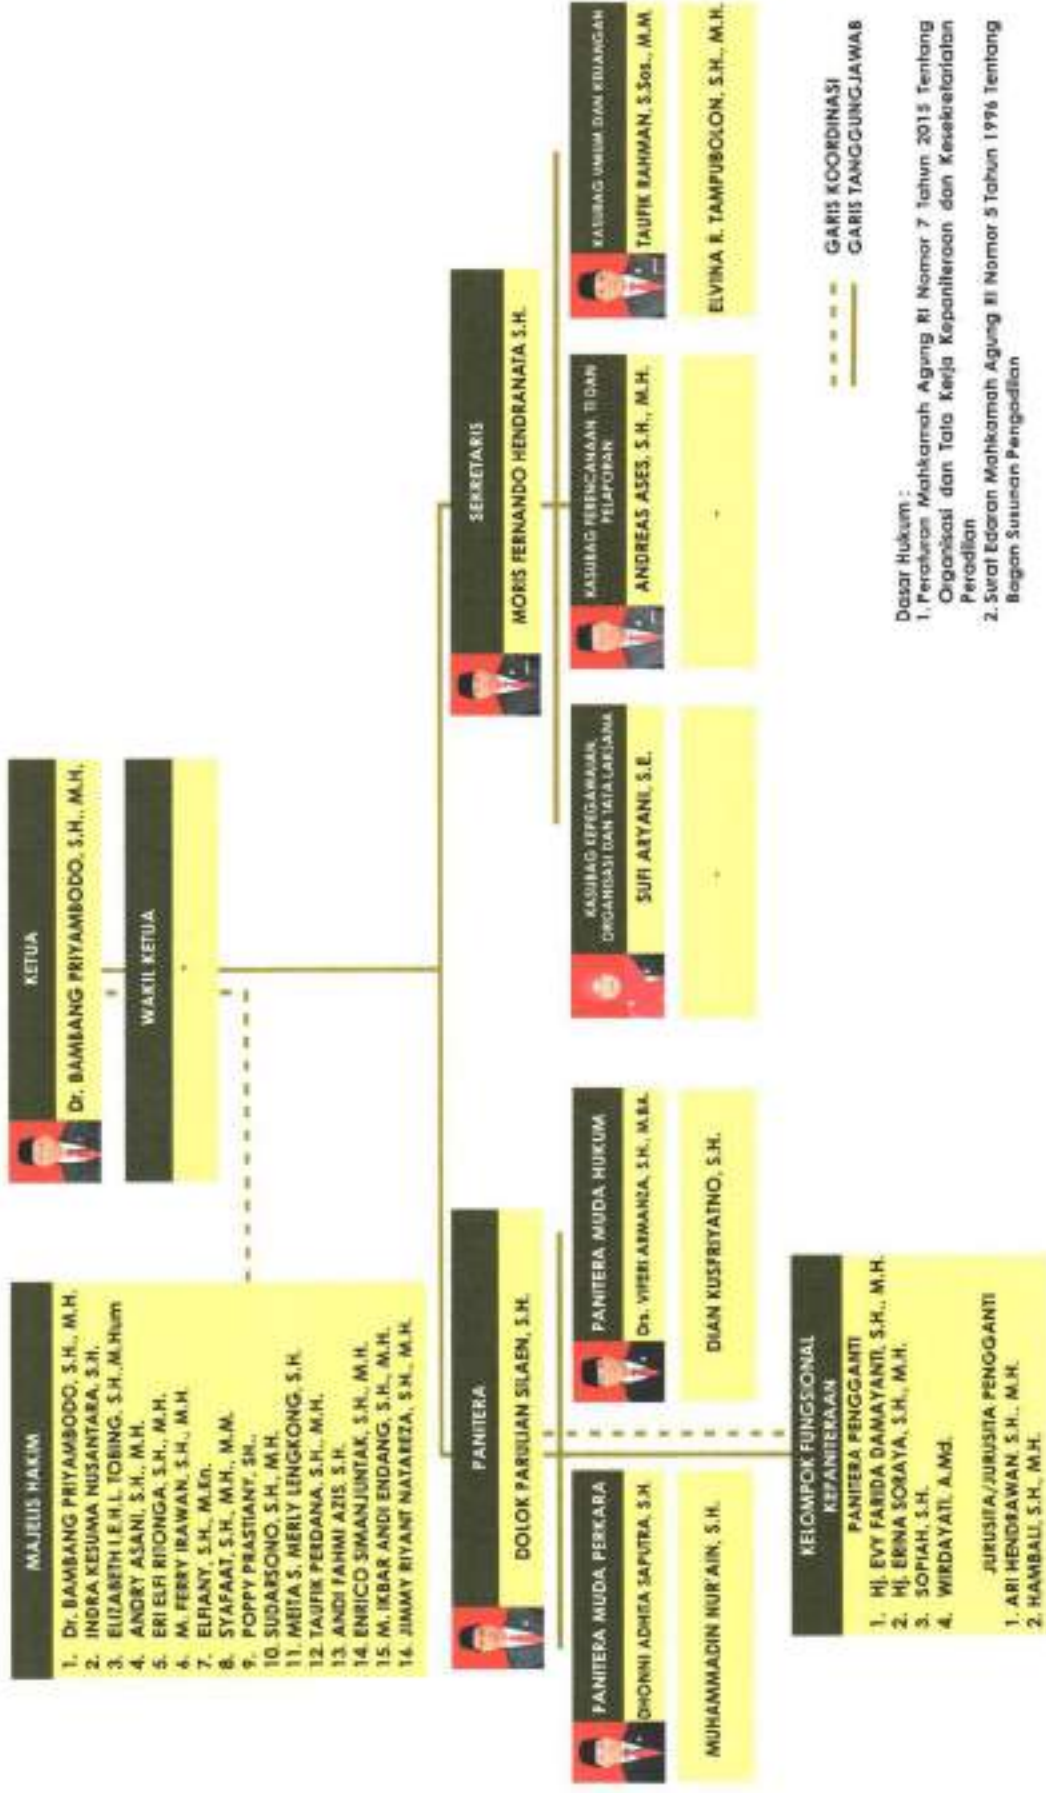 KETUA
Dr. BAMBANG PRIYAMBODO, S.H., M.H.
WAKIL KETUA
-
MAJELIS HAKIM
1. Dr. BAMBANG PRIYAMBODO, S.H., M.H.
2. INDRA KESUMA NUSANTARA, S.H.
3. ELIZABETH I.E.H.L. TOBING, S.H., M.Hum
4. ANDRY ASANI, S.H., M.H.
5. ERI ELFI RITONGA, S.H., M.H.
6. M. FERRY IRAWAN, S.H., M.H
7. ELFIANY, S.H., M.Kn.
8. SYAFAAT, S.H., M.H., M.M.
9. POPPY PRASTIANY, SH.,
10. SUDARSONO, S.H, M.H.
11. MEITA S. MERLY LENGKONG, S.H.
12. TAUFIK PERDANA, S.H., M.H.
13. ANDI FAHMI AZIS, S.H
14. ENRICO SIMANJUNTAK, S.H., M.H.
15. M. IKBAR ANDI ENDANG, S.H., M.H.
16. JIMMY RIYANT NATAREZA, S.H., M.H.
PANITERA
DOLOK PARULIAN SILAEN, S.H.
SEKRETARIS
MORIS FERNANDO HENDRANATA S.H.
PANITERA MUDA PERKARA
DHONNI ADHITA SAPUTRA, S.H
MUHAMMADIN NUR'AIN, S.H.
PANITERA MUDA HUKUM
Drs. VIPERI ARMANZA, S.H., M.BA.
DIAN KUSPRIYATNO, S.H.
KASUBAG KEPEGAWAIAN,
ORGANISASI DAN TATA LAKSANA
SUFI ARYANI, S.E.
-
KASUBAG PERENCANAAN, TI DAN
PELAPORAN
ANDREAS ASES, S.H., M.H.
-
KASUBAG UMUM DAN KEUANGAN
TAUFIK RAHMAN, S.Sos., M.M
ELVINA R. TAMPUBOLON, S.H., M.H.
KELOMPOK FUNGSIONAL
KEPANITERAAN
PANITERA PENGGANTI
1. Hj. EVY FARIDA DAMAYANTI, S.H., M.H.
2. Hj. ERINA SORAYA, S.H., M.H.
3. SOPIAH, S.H.
4. WIRDAYATI, A.Md.
JURUSITA/JURUSITA PENGGANTI
1. ARI HENDRAWAN. S.H., M.H.
2. HAMBALI, S.H., M.H.
GARIS KOORDINASI
GARIS TANGGUNGJAWAB
Dasar Hukum :
1. Peraturan Mahkamah Agung RI Nomor 7 Tahun 2015 Tentang
Organisasi dan Tata Kerja Kepaniteraan dan Kesekretariatan
Peradilan
2. Surat Edaran Mahkamah Agung RI Nomor 5 Tahun 1996 Tentang
Bagan Susunan Pengadilan